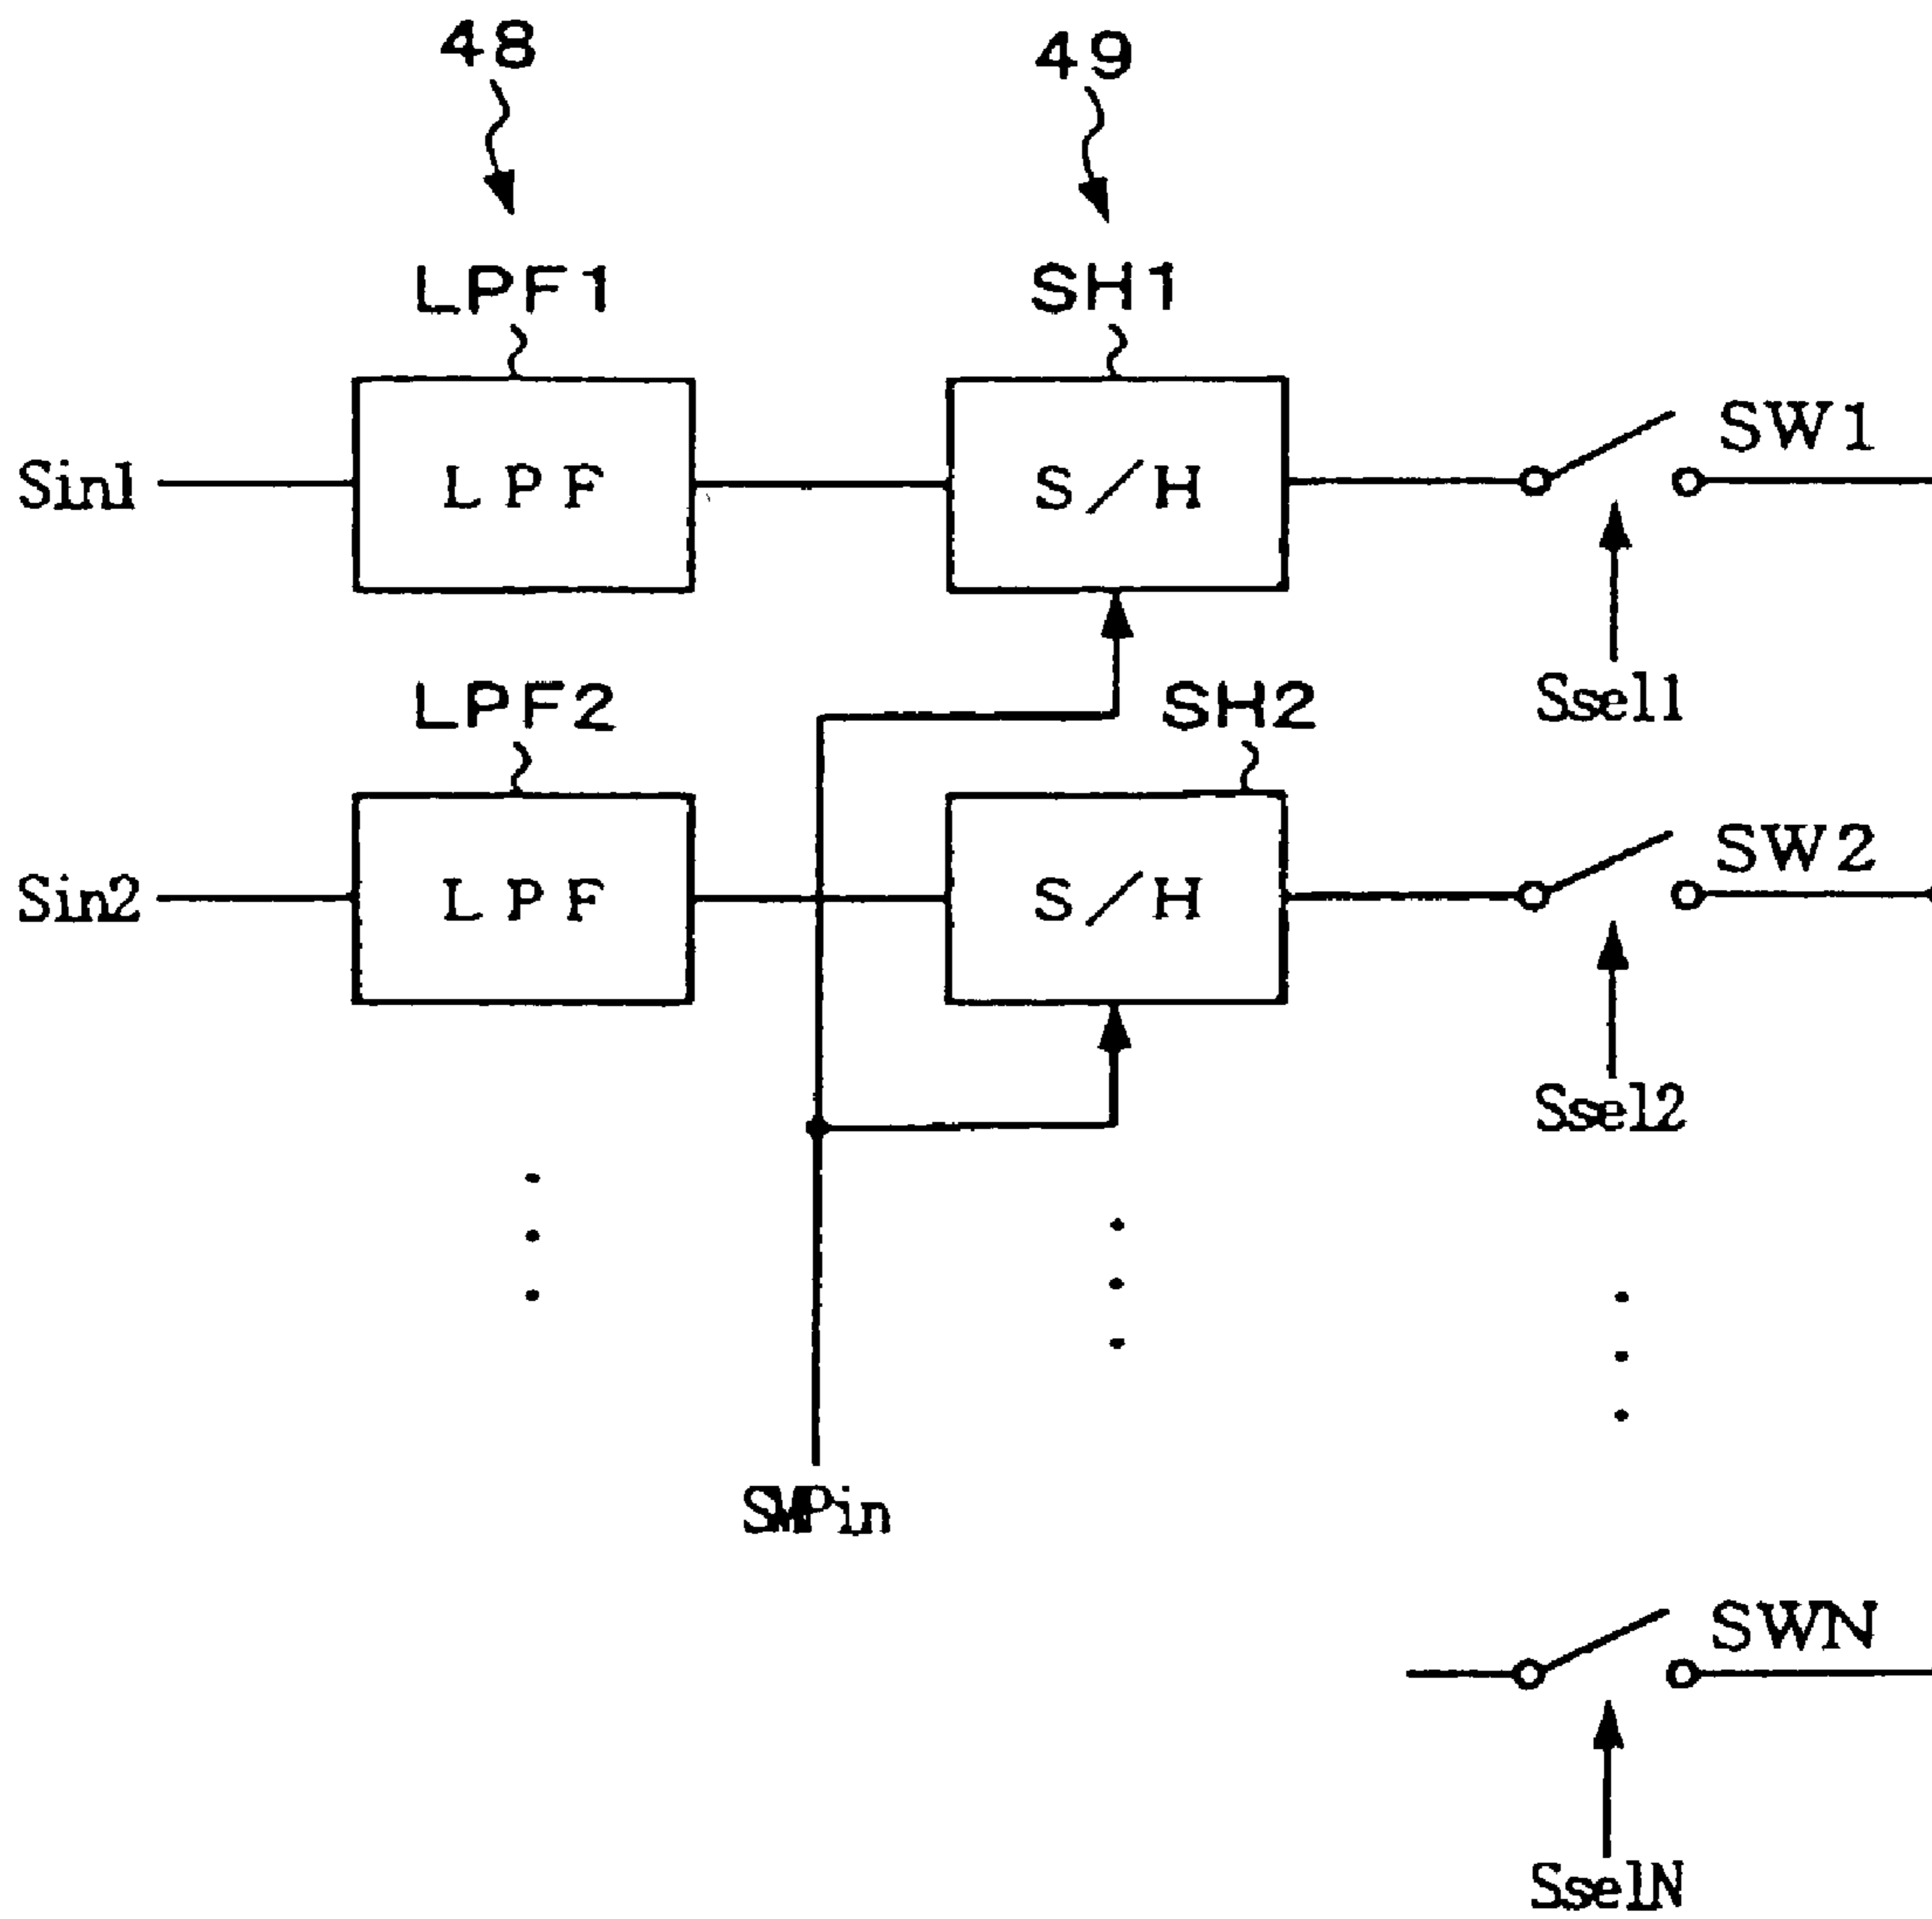 48
49
LPF1
SH1
Sin1
LPF
S/H
SW1
Ssel1
LPF2
SH2
Sin2
LPF
S/H
SW2
Ssel2
SMPin
SWN
SselN